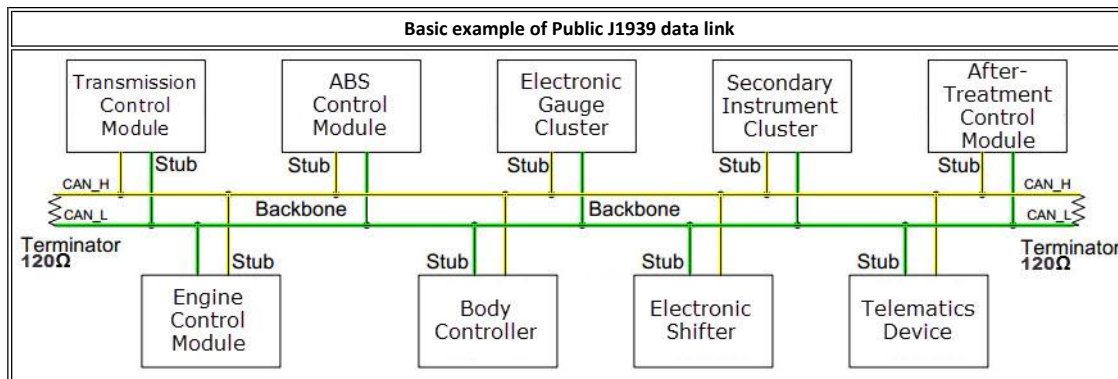 Basic example of Public J1939 data link
Transmission
Control
Module
ABS
Control
Module
Electronic
Gauge
Cluster
Secondary
Instrument
Cluster
After-
Treatment
Control
Module
Stub
Stub
Stub
Stub
Stub
CAN_H
CAN_H
CAN_L
Backbone
Backbone
CAN_L
Terminator
120Ω
Terminator
120Ω
Stub
Stub
Stub
Stub
Engine
Control
Module
Body
Controller
Electronic
Shifter
Telematics
Device